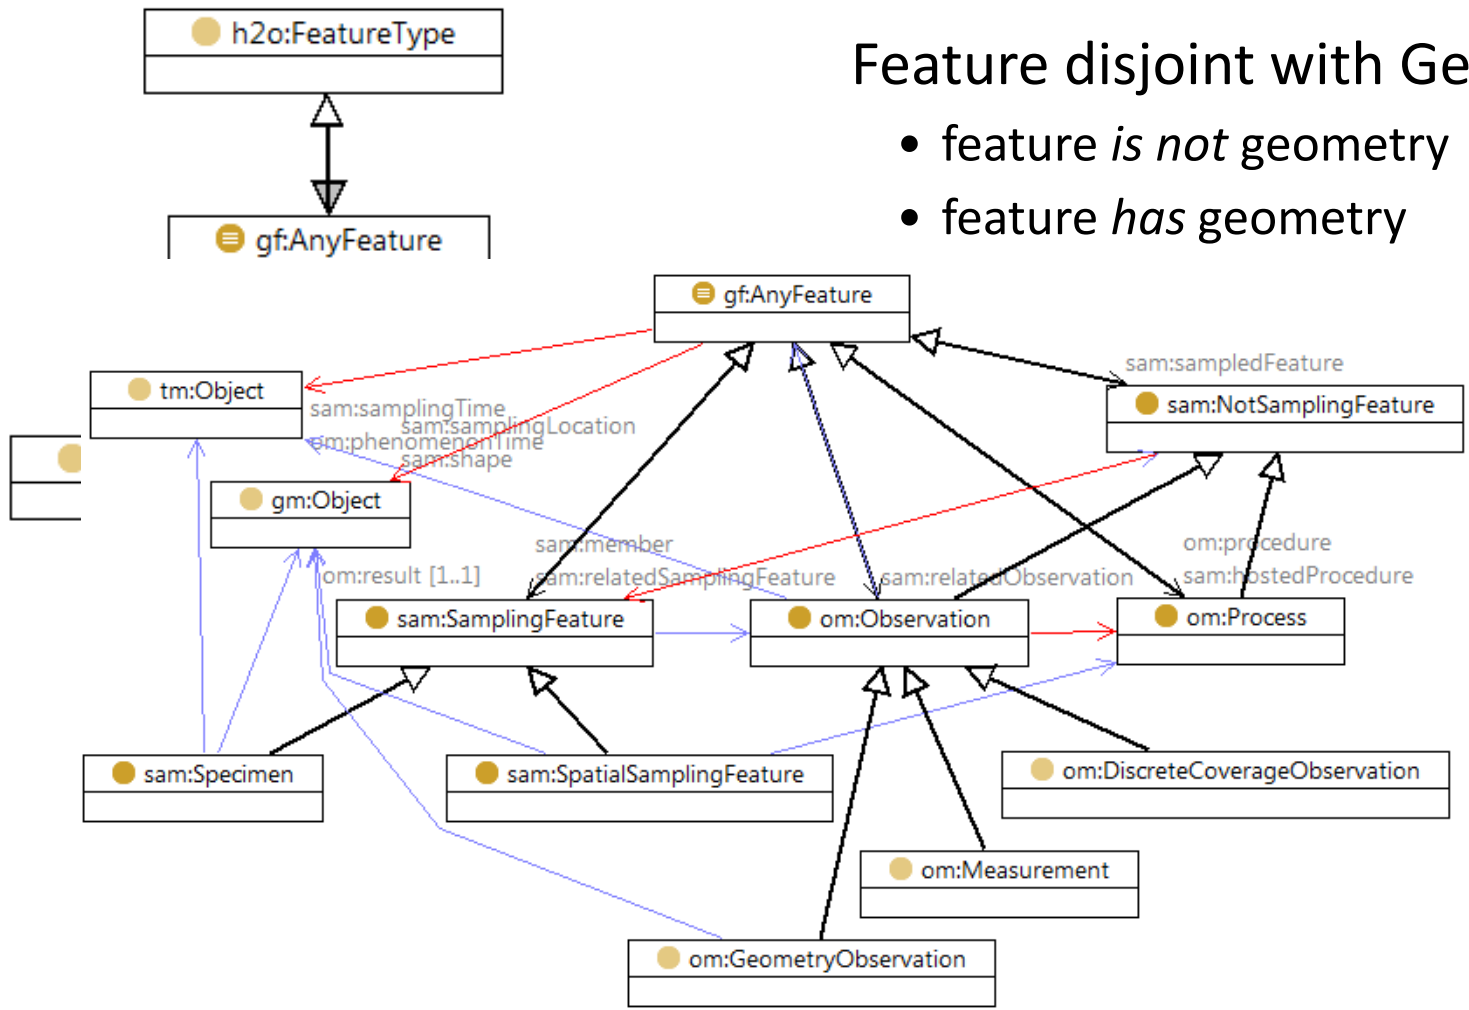 h2o:FeatureType
Feature disjoint with Ge
• feature is not geometry
• feature has geometry
gf:AnyFeature
gf:AnyFeature
sam:sampledFeature
tm:Object
sam:NotSamplingFeature
sam:samplingTime
sam:samplingLocation
om:phenomenonTime
sam:shape
gm:Object
sam:member
om:procedure
om:result [1..1]
sam:relatedSamplingFeature
sam:relatedObservation
sam:hostedProcedure
sam:SamplingFeature
om:Observation
om:Process
sam:Specimen
sam:SpatialSamplingFeature
om:DiscreteCoverageObservation
om:Measurement
om:GeometryObservation